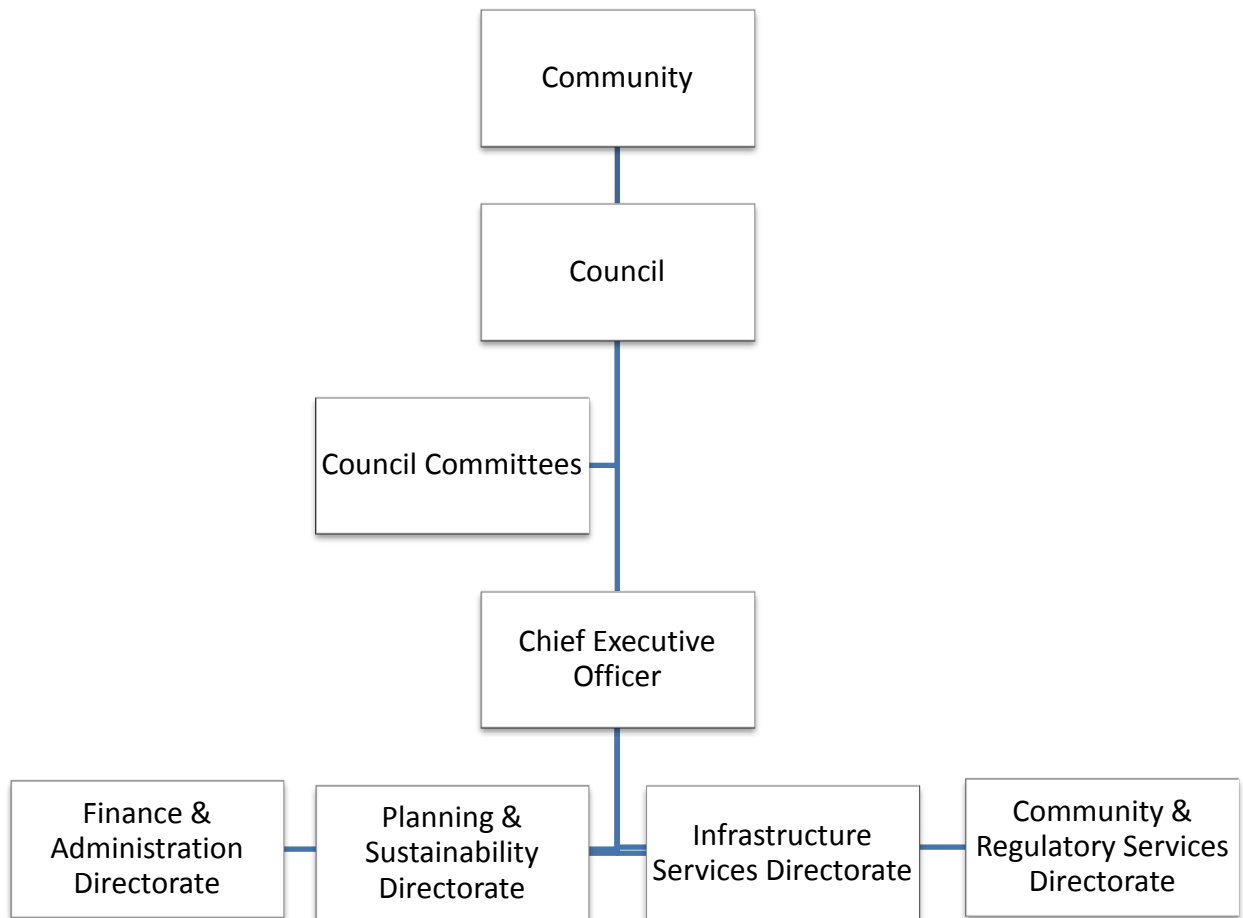 Community
Council
Council Committees
Chief Executive
Officer
Finance &
Administration
Directorate
Planning &
Sustainability
Directorate
Infrastructure
Services Directorate
Community &
Regulatory Services
Directorate